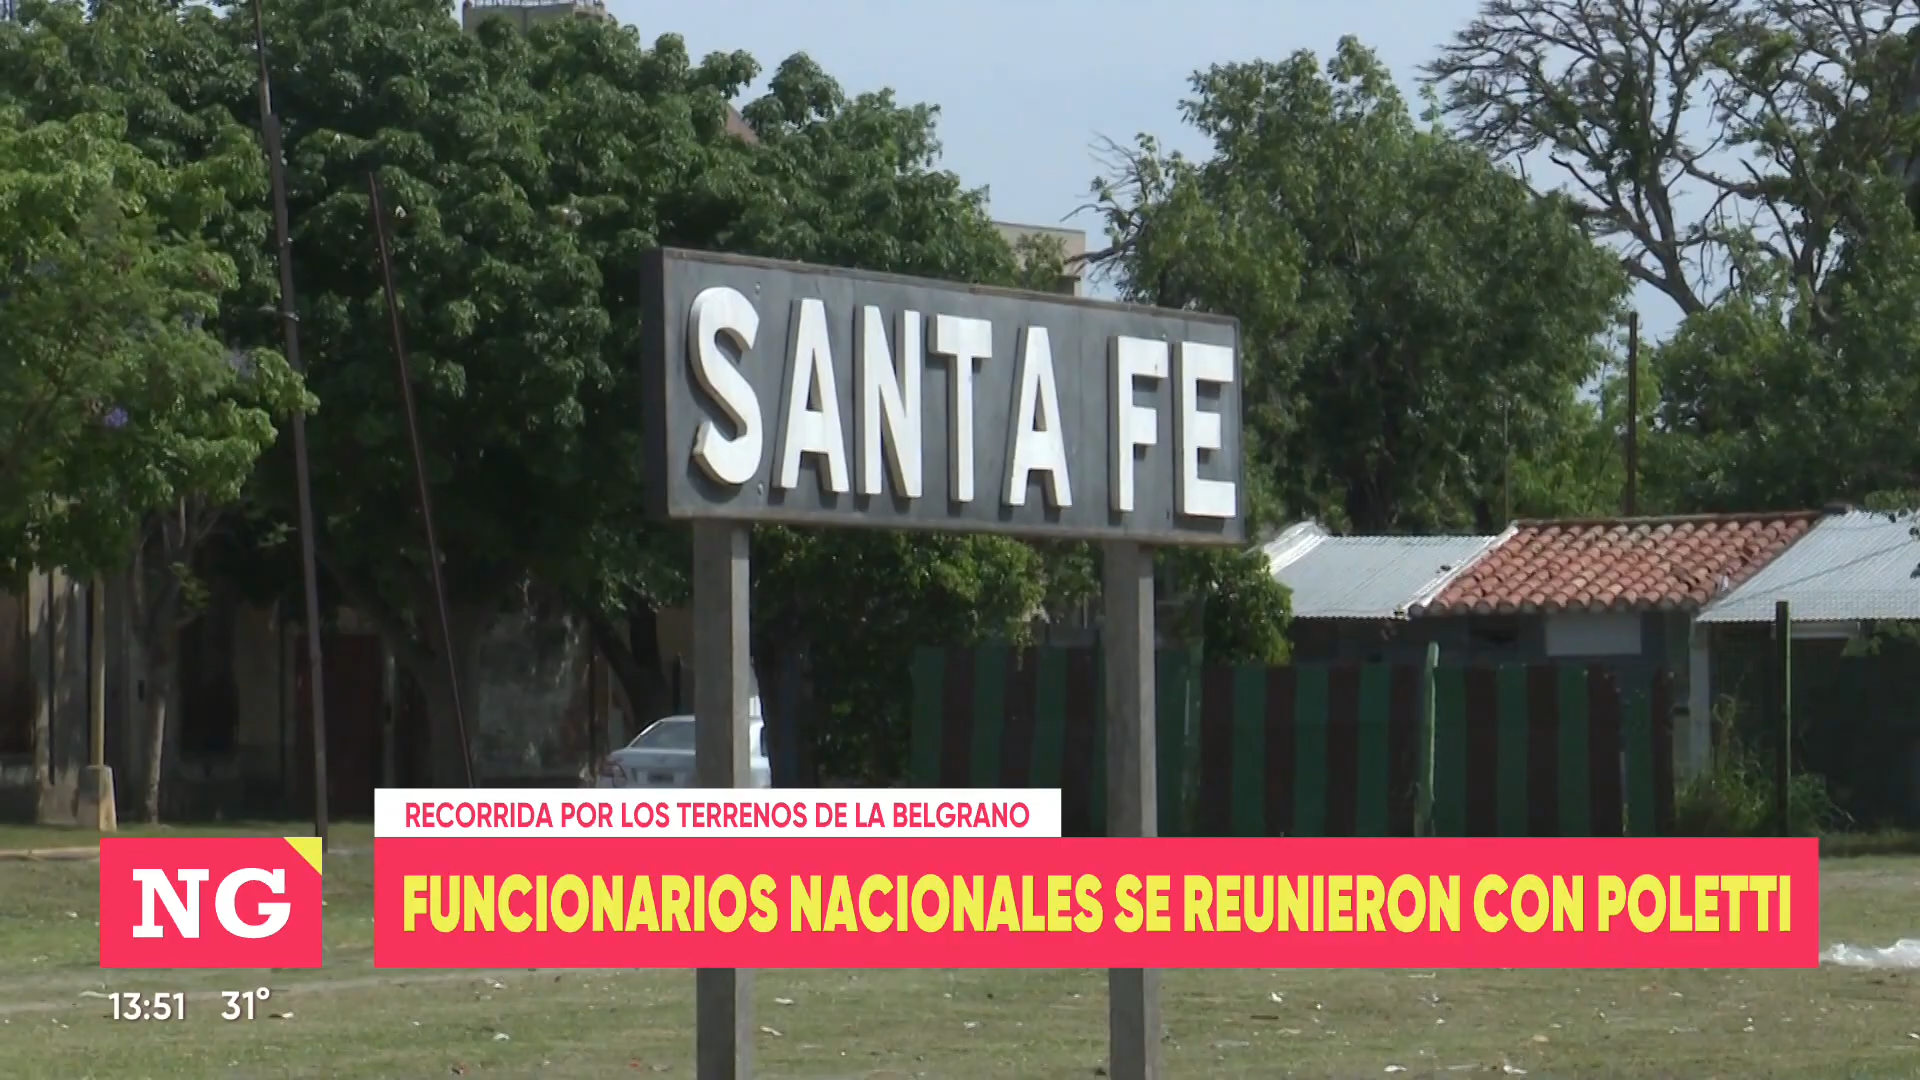 SANTA FE
RECORRIDA POR LOS TERRENOS DE LA BELGRANO
NG
FUNCIONARIOS NACIONALES SE REUNIERON CON POLETTI
13:51 31°